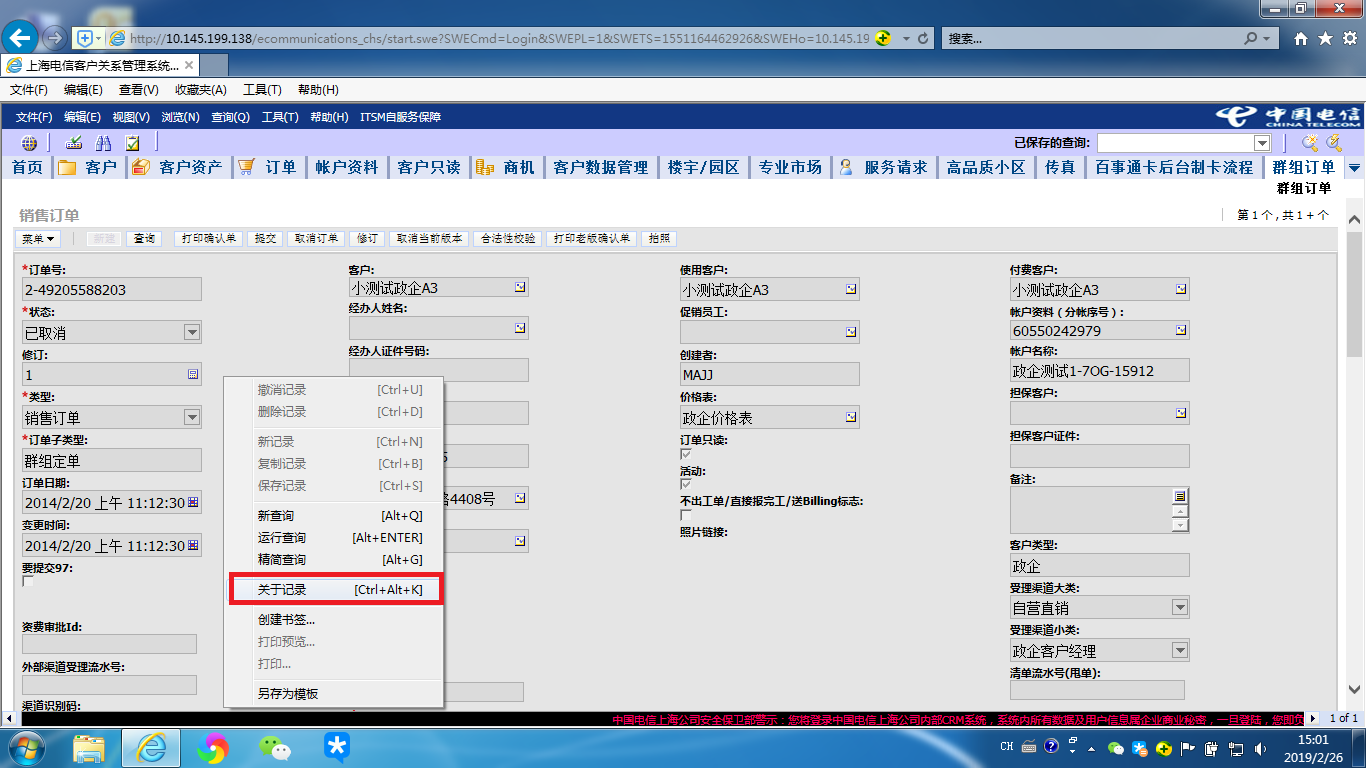 http://10.145.199.138/ecommunications_chs/start.swe?SWECmd=Login&SWEPL=1&SWETS=1551164462926&SWEHo=10.145.19
搜索...
上海电信客户关系管理系统...
文件(F) 编辑(E) 查看(V) 收藏夹(A) 工具(T) 帮助(H)
文件(F) 编辑(E) 视图(V) 浏览(N) 查询(Q) 工具(T) 帮助(H) ITSM自服务保障
中国电信
CHINA TELECOM
已保存的查询:
首页 客户 客户资产 订单 帐户资料 客户只读 商机 客户数据管理 楼宇/园区 专业市场 服务请求 高品质小区 传真 百事通卡后台制卡流程 群组订单
群组订单
销售订单
第 1 个 , 共 1 + 个
菜单 新建 查询 打印确认单 提交 取消订单 修订 取消当前版本 合法性校验 打印老版确认单 拍照
*订单号: 客户: 使用客户: 付费客户:
2-49205588203 小测试政企A3 小测试政企A3 小测试政企A3
*状态: 经办人姓名: 促销员工: 帐户资料（分帐序号）:
已取消 60550242979
修订: 经办人证件号码: 创建者: 帐户名称:
1 MAJJ 政企测试1-7OG-15912
*类型: 价格表: 担保客户:
销售订单 政企价格表
*订单子类型: 订单只读: 担保客户证件:
群组定单
订单日期: 活动: 备注:
2014/2/20 上午 11:12:30 4408号 不出工单/直接报完工/送Billing标志:
变更时间: 照片链接:
2014/2/20 上午 11:12:30 客户类型:
要提交97: 政企
受理渠道大类:
自营直销
资费审批Id: 受理渠道小类:
政企客户经理
外部渠道受理流水号: 清单流水号(甩单):
渠道识别码:
撤消记录 [Ctrl+U]
删除记录 [Ctrl+D]
新记录 [Ctrl+N]
复制记录 [Ctrl+B]
保存记录 [Ctrl+S]
新查询 [Alt+Q]
运行查询 [Alt+ENTER]
精简查询 [Alt+G]
关于记录 [Ctrl+Alt+K]
创建书签...
打印预览...
打印...
另存为模板
中国电信上海公司安全保卫部警示：您将登录中国电信上海公司内部CRM系统，系统内所有数据及用户信息属企业商业秘密，一旦登陆，您即负
1 of 1
CH
15:01
2019/2/26